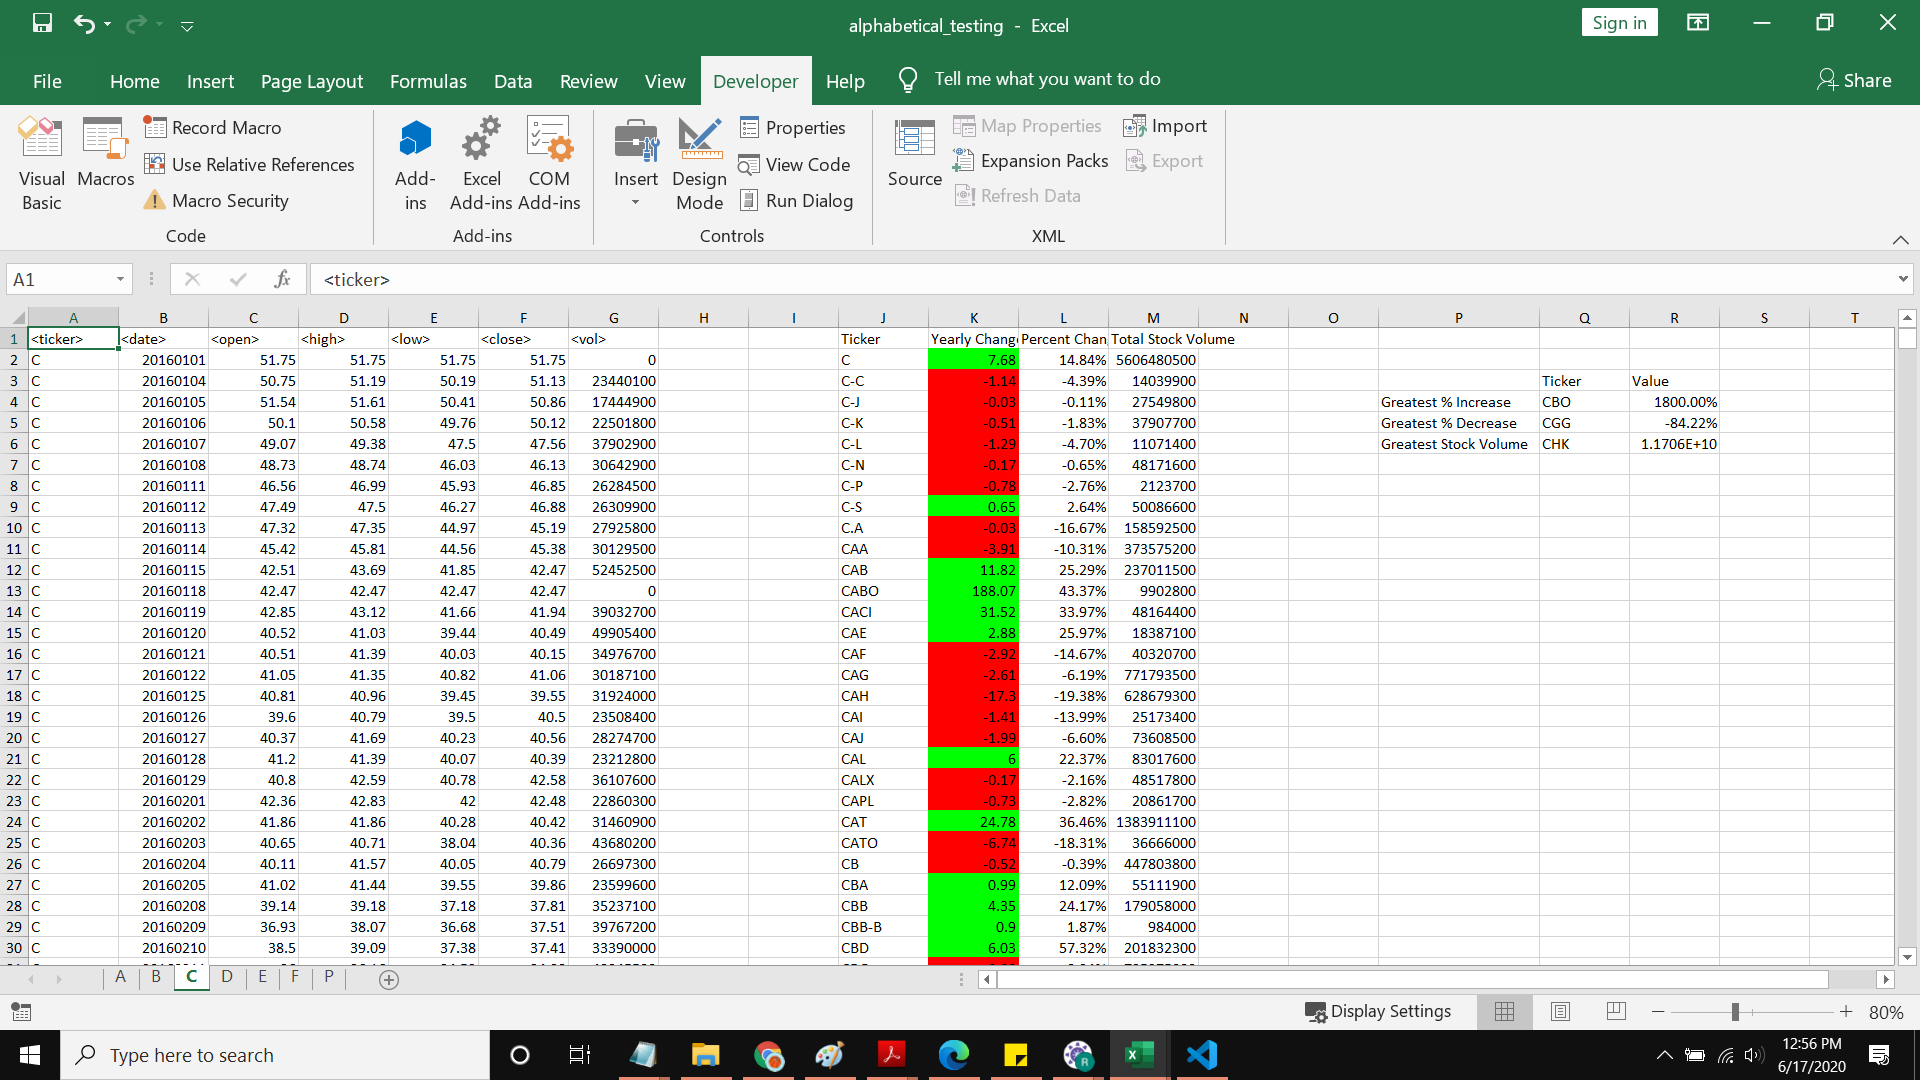 alphabetical_testing - Excel
Sign in
File Home Insert Page Layout Formulas Data Review View Developer Help Tell me what you want to do Share
Visual Basic
Macros
Record Macro
Use Relative References
Macro Security
Code
Add-ins
Excel Add-ins
COM Add-ins
Add-ins
Insert
Design Mode
Properties
View Code
Run Dialog
Controls
Source
Map Properties
Expansion Packs
Refresh Data
Import
Export
XML
A1 fx <ticker>
A B C D E F G H I J K L M N O P Q R S T
1 <ticker> <date> <open> <high> <low> <close> <vol> Ticker Yearly Chang Percent Chan Total Stock Volume
2 C 20160101 51.75 51.75 51.75 51.75 0 C 7.68 14.84% 5606480500
3 C 20160104 50.75 51.19 50.19 51.13 23440100 C-C -1.14 -4.39% 14039900 Ticker Value
4 C 20160105 51.54 51.61 50.41 50.86 17444900 C-J -0.03 -0.11% 27549800 Greatest % Increase CBO 1800.00%
5 C 20160106 50.1 50.58 49.76 50.12 22501800 C-K -0.51 -1.83% 37907700 Greatest % Decrease CGG -84.22%
6 C 20160107 49.07 49.38 47.5 47.56 37902900 C-L -1.29 -4.70% 11071400 Greatest Stock Volume CHK 1.1706E+10
7 C 20160108 48.73 48.74 46.03 46.13 30642900 C-N -0.17 -0.65% 48171600
8 C 20160111 46.56 46.99 45.93 46.85 26284500 C-P -0.78 -2.76% 2123700
9 C 20160112 47.49 47.5 46.27 46.88 26309900 C-S 0.65 2.64% 50086600
10 C 20160113 47.32 47.35 44.97 45.19 27925800 C.A -0.03 -16.67% 158592500
11 C 20160114 45.42 45.81 44.56 45.38 30129500 CAA -3.91 -10.31% 373575200
12 C 20160115 42.51 43.69 41.85 42.47 52452500 CAB 11.82 25.29% 237011500
13 C 20160118 42.47 42.47 42.47 42.47 0 CABO 188.07 43.37% 9902800
14 C 20160119 42.85 43.12 41.66 41.94 39032700 CACI 31.52 33.97% 48164400
15 C 20160120 40.52 41.03 39.44 40.49 49905400 CAE 2.88 25.97% 18387100
16 C 20160121 40.51 41.39 40.03 40.15 34976700 CAF -2.92 -14.67% 40320700
17 C 20160122 41.05 41.35 40.82 41.06 30187100 CAG -2.61 -6.19% 771793500
18 C 20160125 40.81 40.96 39.45 39.55 31924000 CAH -17.3 -19.38% 628679300
19 C 20160126 39.6 40.79 39.5 40.5 23508400 CAI -1.41 -13.99% 25173400
20 C 20160127 40.37 41.69 40.23 40.56 28274700 CAJ -1.99 -6.60% 73608500
21 C 20160128 41.2 41.39 40.07 40.39 23212800 CAL 6 22.37% 83017600
22 C 20160129 40.8 42.59 40.78 42.58 36107600 CALX -0.17 -2.16% 48517800
23 C 20160201 42.36 42.83 42 42.48 22860300 CAPL -0.73 -2.82% 20861700
24 C 20160202 41.86 41.86 40.28 40.42 31460900 CAT 24.78 36.46% 1383911100
25 C 20160203 40.65 40.71 38.04 40.36 43680200 CATO -6.74 -18.31% 36666000
26 C 20160204 40.11 41.57 40.05 40.79 26697300 CB -0.52 -0.39% 447803800
27 C 20160205 41.02 41.44 39.55 39.86 23599600 CBA 0.99 12.09% 55111900
28 C 20160208 39.14 39.18 37.18 37.81 35237100 CBB 4.35 24.17% 179058000
29 C 20160209 36.93 38.07 36.68 37.51 39767200 CBB-B 0.9 1.87% 984000
30 C 20160210 38.5 39.09 37.38 37.41 33390000 CBD 6.03 57.32% 201832300
A B C D E F P
Display Settings 80%
Type here to search
12:56 PM
6/17/2020